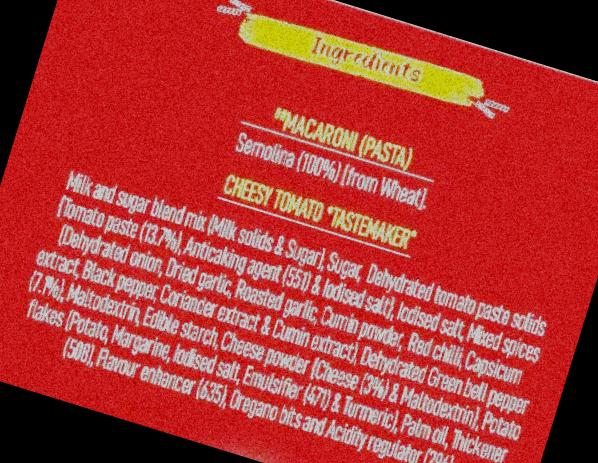 Ingredients
"MACARONI (PASTA)
Semolina (100%) [from Wheat].
CHEESY TOMATO "TASTEMAKER"
Milk and sugar blend mix (Milk solids & Sugar), Sugar, Dehydrated tomato paste solids
[Tomato paste (13.7%), Anticaking agent (551) & Iodised salt], Iodised salt, Mixed spices
(Dehydrated onion, Dried garlic, Roasted garlic, Cumin powder, Red chilli, Capsicum
extract, Black pepper, Coriander extract & Cumin extract), Dehydrated Green bell pepper
(7.1%), Maltodextrin, Edible starch, Cheese powder [Cheese (3%) & Maltodextrin], Potato
flakes [Potato, Margarine, Iodised salt, Emulsifier (471) & Turmeric], Palm oil, Thickener
(508), Flavour enhancer (635), Oregano bits and Acidity regulator